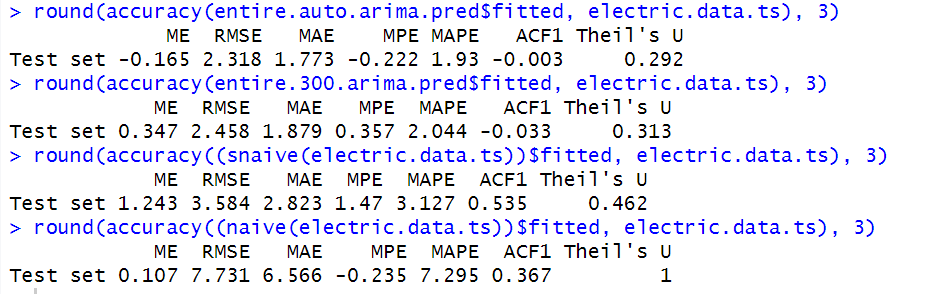 > round(accuracy(entire.auto.arima.pred$fitted, electric.data.ts), 3)
ME RMSE MAE MPE MAPE ACF1 Theil's U
Test set -0.165 2.318 1.773 -0.222 1.93 -0.003 0.292
> round(accuracy(entire.300.arima.pred$fitted, electric.data.ts), 3)
ME RMSE MAE MPE MAPE ACF1 Theil's U
Test set 0.347 2.458 1.879 0.357 2.044 -0.033 0.313
> round(accuracy((snaive(electric.data.ts))$fitted, electric.data.ts), 3)
ME RMSE MAE MPE MAPE ACF1 Theil's U
Test set 1.243 3.584 2.823 1.47 3.127 0.535 0.462
> round(accuracy((naive(electric.data.ts))$fitted, electric.data.ts), 3)
ME RMSE MAE MPE MAPE ACF1 Theil's U
Test set 0.107 7.731 6.566 -0.235 7.295 0.367 1